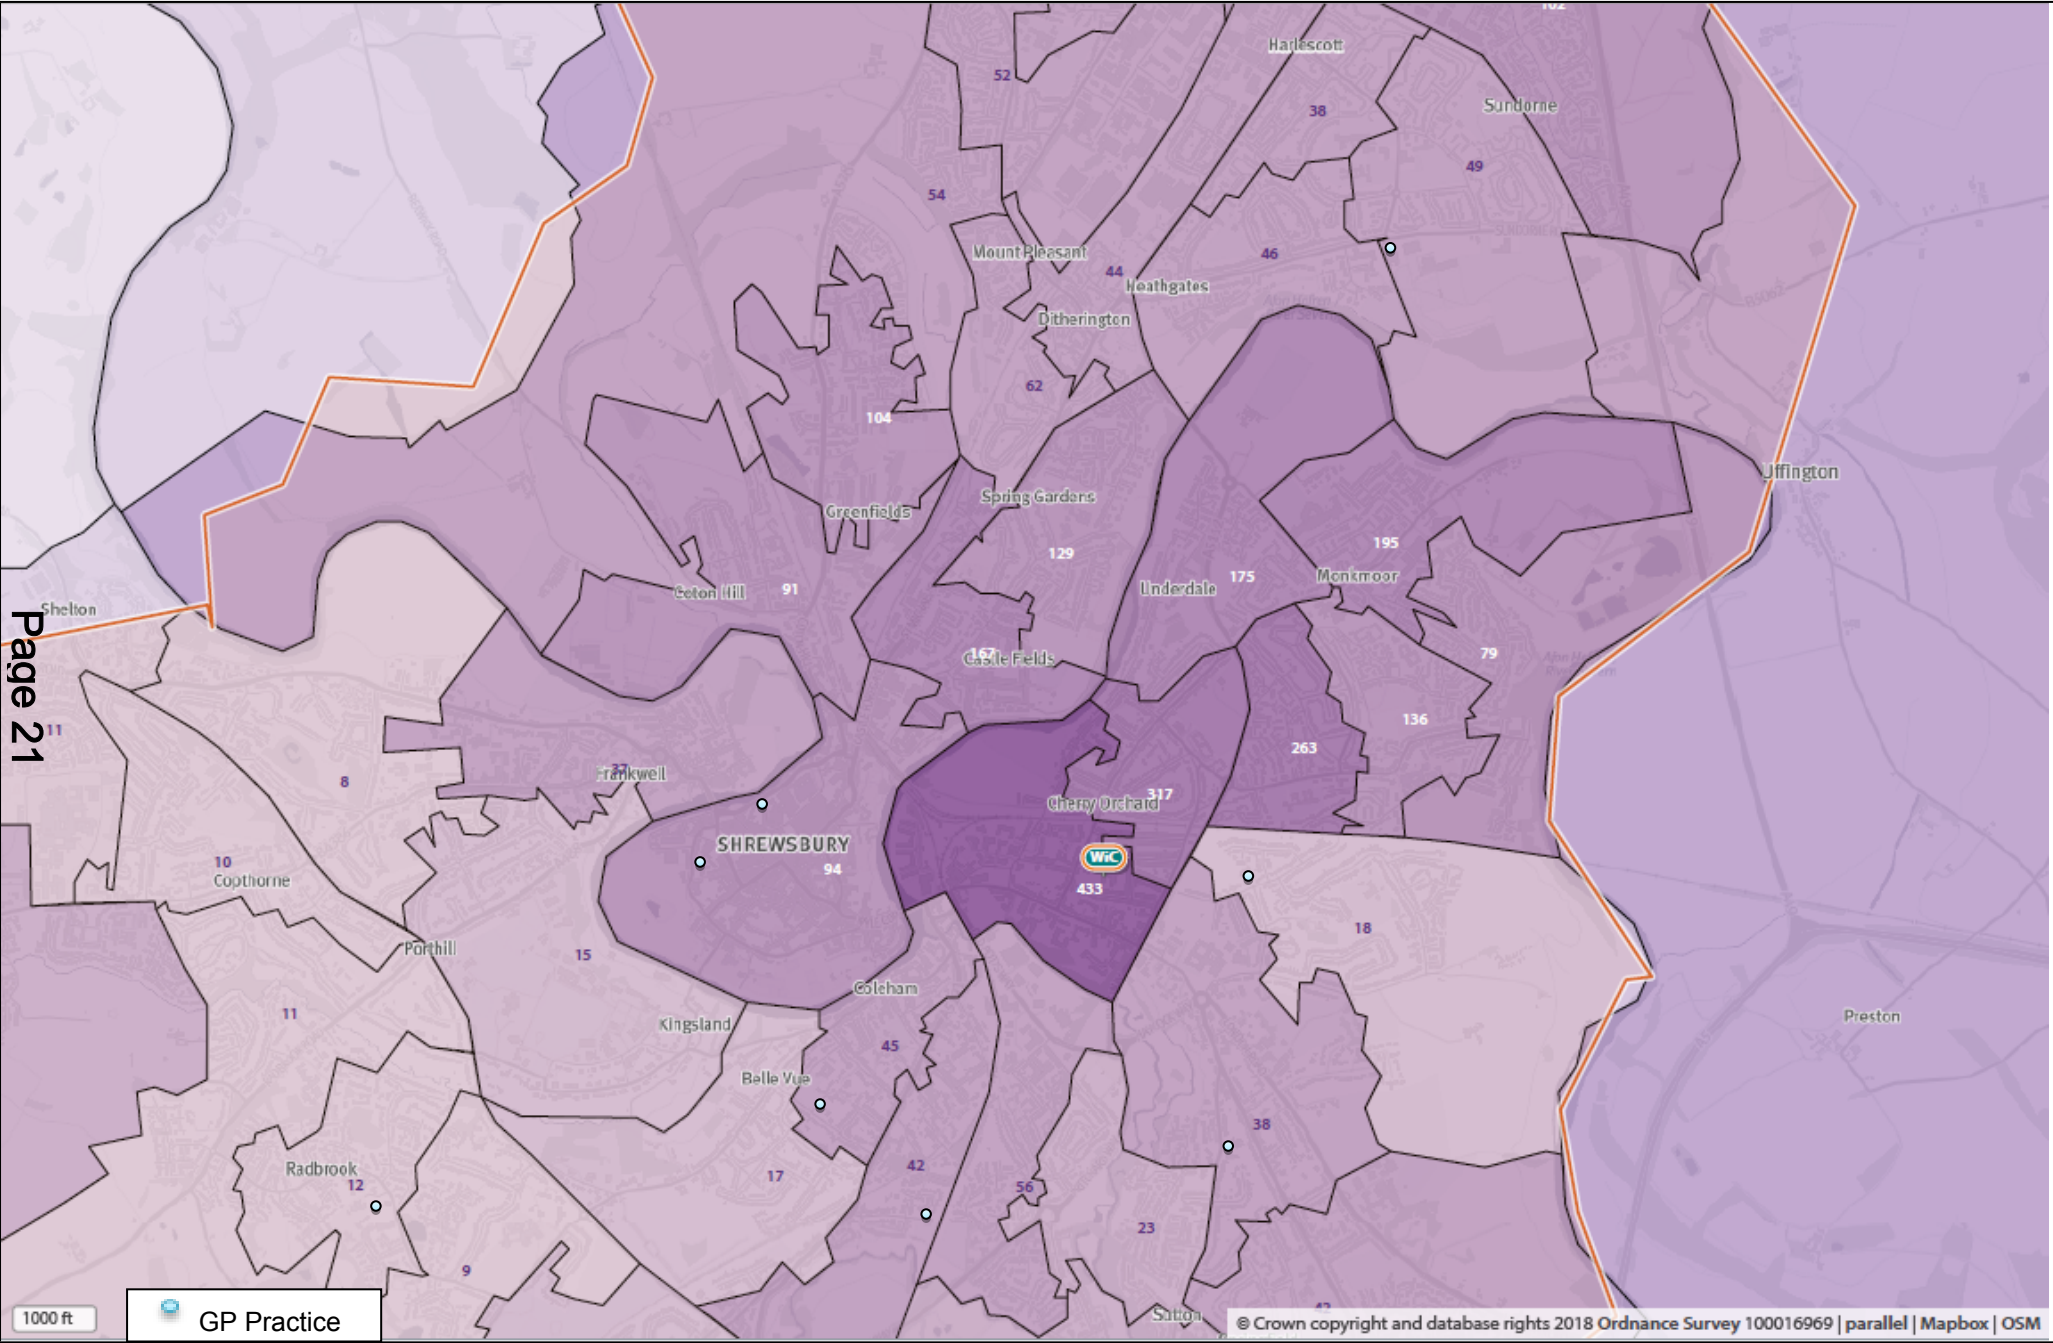 102
Harlescott
52
Sundorne
38
49
54
Mount Pleasant
46
44
Heathgates
Ditherington
62
104
Uffington
Spring Gardens
Greenfields
195
129
175
Monkmoor
Underdale
91
Coton Hill
Shelton
79
167
Castle Fields
136
11
263
37
Frankwell
8
317
Cherry Orchard
SHREWSBURY
WiC
10
94
Copthorne
433
18
Porthill
15
Coleham
11
Preston
Kingsland
45
Belle Vue
38
42
Radbrook
17
12
56
23
9
42
Sutton
1000 ft
GP Practice
© Crown copyright and database rights 2018 Ordnance Survey 100016969 | parallel | Mapbox | OSM
Page 21